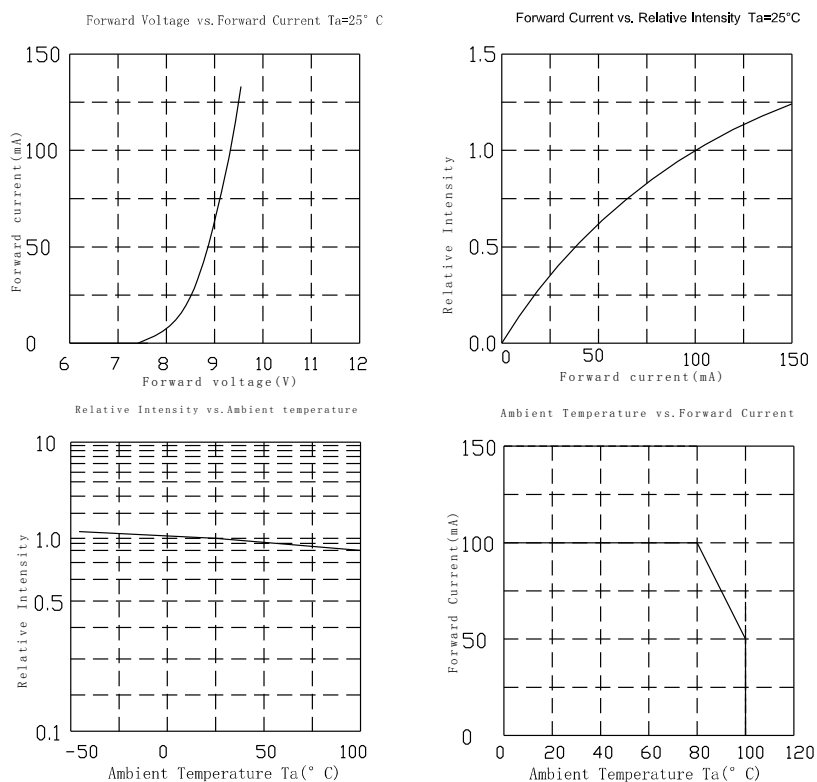 Forward Voltage vs.Forward Current Ta=25° C
150
100
50
0
Forward current(mA)
6 7 8 9 10 11 12
Forward voltage(V)
Forward Current vs. Relative Intensity Ta=25°C
1.5
1.0
0.5
0.0
Relative Intensity
0 50 100 150
Forward current(mA)
Relative Intensity vs.Ambient temperature
10
1.0
0.5
0.1
Relative Intensity
-50 0 50 100
Ambient Temperature Ta(° C)
Ambient Temperature vs.Forward Current
150
100
50
0
Forward Current(mA)
0 20 40 60 80 100 120
Ambient Temperature Ta(° C)